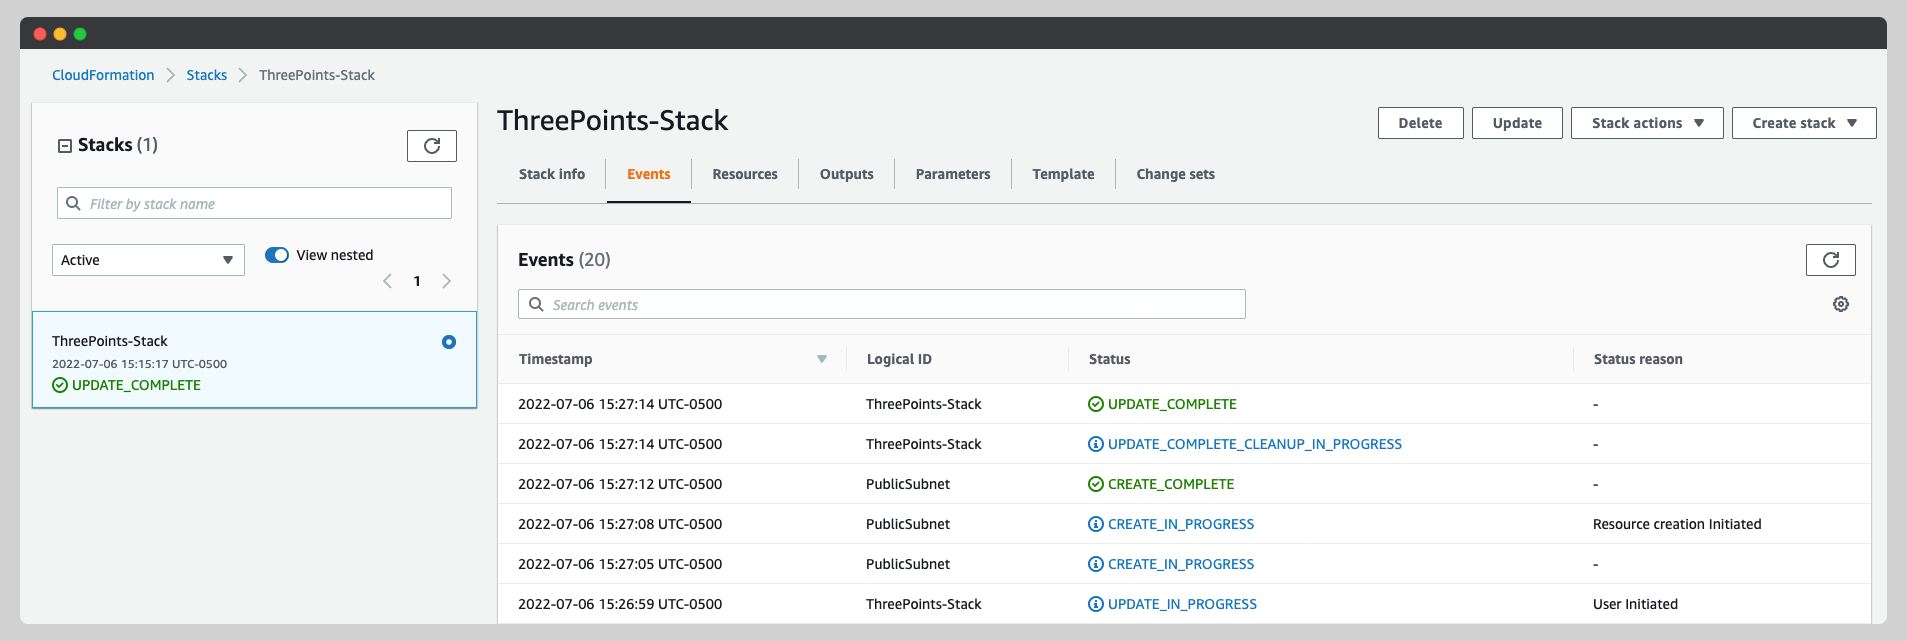 CloudFormation > Stacks > ThreePoints-Stack
Stacks (1)
Filter by stack name
Active
View nested
1
ThreePoints-Stack
2022-07-06 15:15:17 UTC-0500
UPDATE_COMPLETE
ThreePoints-Stack
Delete Update Stack actions Create stack
Stack info Events Resources Outputs Parameters Template Change sets
Events (20)
Search events
Timestamp Logical ID Status Status reason
2022-07-06 15:27:14 UTC-0500 ThreePoints-Stack UPDATE_COMPLETE -
2022-07-06 15:27:14 UTC-0500 ThreePoints-Stack UPDATE_COMPLETE_CLEANUP_IN_PROGRESS -
2022-07-06 15:27:12 UTC-0500 PublicSubnet CREATE_COMPLETE -
2022-07-06 15:27:08 UTC-0500 PublicSubnet CREATE_IN_PROGRESS Resource creation Initiated
2022-07-06 15:27:05 UTC-0500 PublicSubnet CREATE_IN_PROGRESS -
2022-07-06 15:26:59 UTC-0500 ThreePoints-Stack UPDATE_IN_PROGRESS User Initiated